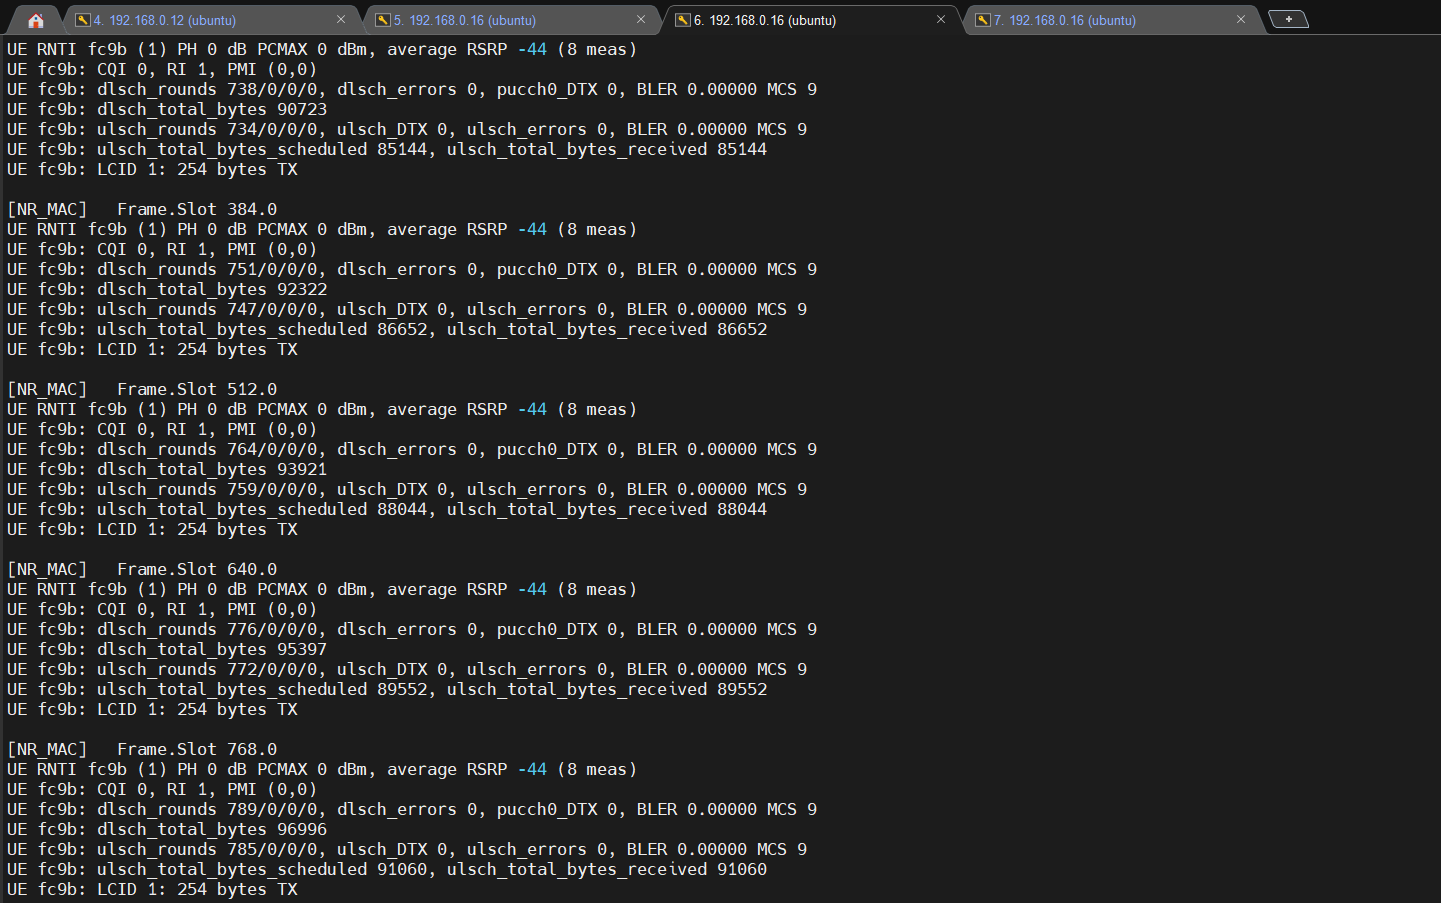 4. 192.168.0.12 (ubuntu)
5. 192.168.0.16 (ubuntu)
6. 192.168.0.16 (ubuntu)
7. 192.168.0.16 (ubuntu)
UE RNTI fc9b (1) PH 0 dB PCMAX 0 dBm, average RSRP -44 (8 meas)
UE fc9b: CQI 0, RI 1, PMI (0,0)
UE fc9b: dlsch_rounds 738/0/0/0, dlsch_errors 0, pucch0_DTX 0, BLER 0.00000 MCS 9
UE fc9b: dlsch_total_bytes 90723
UE fc9b: ulsch_rounds 734/0/0/0, ulsch_DTX 0, ulsch_errors 0, BLER 0.00000 MCS 9
UE fc9b: ulsch_total_bytes_scheduled 85144, ulsch_total_bytes_received 85144
UE fc9b: LCID 1: 254 bytes TX
[NR_MAC]   Frame.Slot 384.0
UE RNTI fc9b (1) PH 0 dB PCMAX 0 dBm, average RSRP -44 (8 meas)
UE fc9b: CQI 0, RI 1, PMI (0,0)
UE fc9b: dlsch_rounds 751/0/0/0, dlsch_errors 0, pucch0_DTX 0, BLER 0.00000 MCS 9
UE fc9b: dlsch_total_bytes 92322
UE fc9b: ulsch_rounds 747/0/0/0, ulsch_DTX 0, ulsch_errors 0, BLER 0.00000 MCS 9
UE fc9b: ulsch_total_bytes_scheduled 86652, ulsch_total_bytes_received 86652
UE fc9b: LCID 1: 254 bytes TX
[NR_MAC]   Frame.Slot 512.0
UE RNTI fc9b (1) PH 0 dB PCMAX 0 dBm, average RSRP -44 (8 meas)
UE fc9b: CQI 0, RI 1, PMI (0,0)
UE fc9b: dlsch_rounds 764/0/0/0, dlsch_errors 0, pucch0_DTX 0, BLER 0.00000 MCS 9
UE fc9b: dlsch_total_bytes 93921
UE fc9b: ulsch_rounds 759/0/0/0, ulsch_DTX 0, ulsch_errors 0, BLER 0.00000 MCS 9
UE fc9b: ulsch_total_bytes_scheduled 88044, ulsch_total_bytes_received 88044
UE fc9b: LCID 1: 254 bytes TX
[NR_MAC]   Frame.Slot 640.0
UE RNTI fc9b (1) PH 0 dB PCMAX 0 dBm, average RSRP -44 (8 meas)
UE fc9b: CQI 0, RI 1, PMI (0,0)
UE fc9b: dlsch_rounds 776/0/0/0, dlsch_errors 0, pucch0_DTX 0, BLER 0.00000 MCS 9
UE fc9b: dlsch_total_bytes 95397
UE fc9b: ulsch_rounds 772/0/0/0, ulsch_DTX 0, ulsch_errors 0, BLER 0.00000 MCS 9
UE fc9b: ulsch_total_bytes_scheduled 89552, ulsch_total_bytes_received 89552
UE fc9b: LCID 1: 254 bytes TX
[NR_MAC]   Frame.Slot 768.0
UE RNTI fc9b (1) PH 0 dB PCMAX 0 dBm, average RSRP -44 (8 meas)
UE fc9b: CQI 0, RI 1, PMI (0,0)
UE fc9b: dlsch_rounds 789/0/0/0, dlsch_errors 0, pucch0_DTX 0, BLER 0.00000 MCS 9
UE fc9b: dlsch_total_bytes 96996
UE fc9b: ulsch_rounds 785/0/0/0, ulsch_DTX 0, ulsch_errors 0, BLER 0.00000 MCS 9
UE fc9b: ulsch_total_bytes_scheduled 91060, ulsch_total_bytes_received 91060
UE fc9b: LCID 1: 254 bytes TX